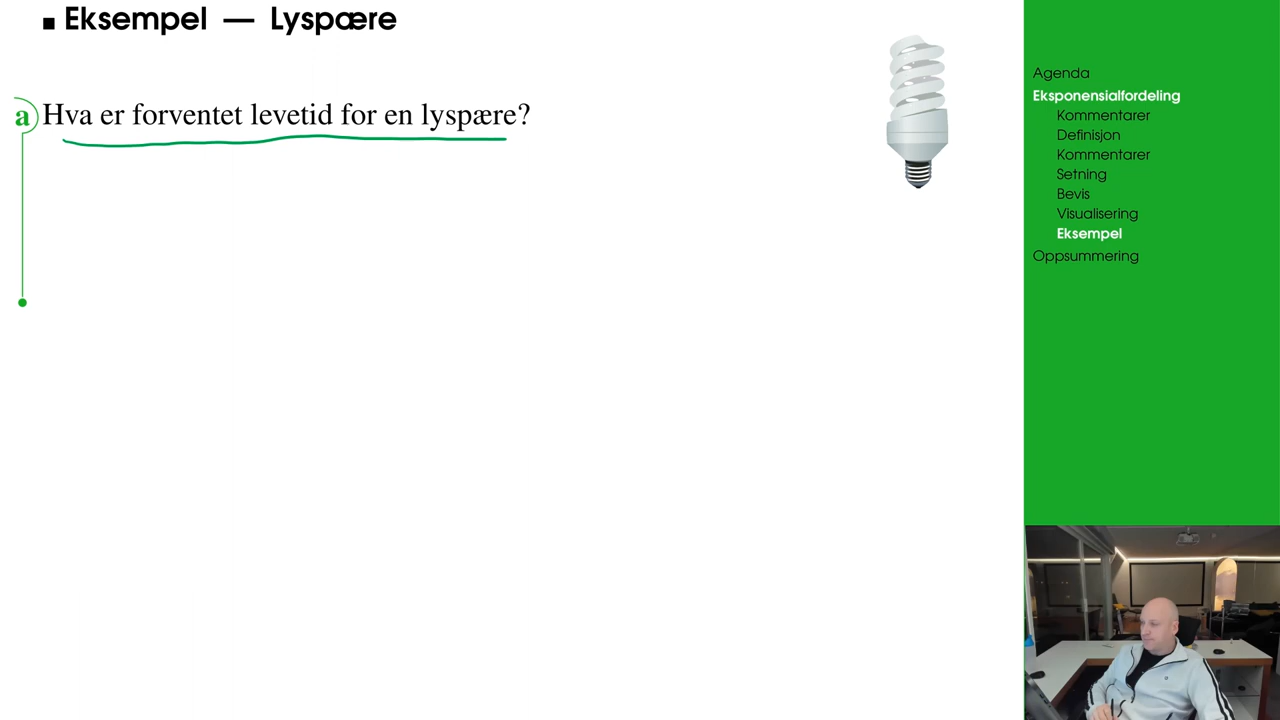 Eksempel — Lyspære
a Hva er forventet levetid for en lyspære?
Agenda
Eksponensialfordeling
Kommentarer
Definisjon
Kommentarer
Setning
Bevis
Visualisering
Eksempel
Oppsummering